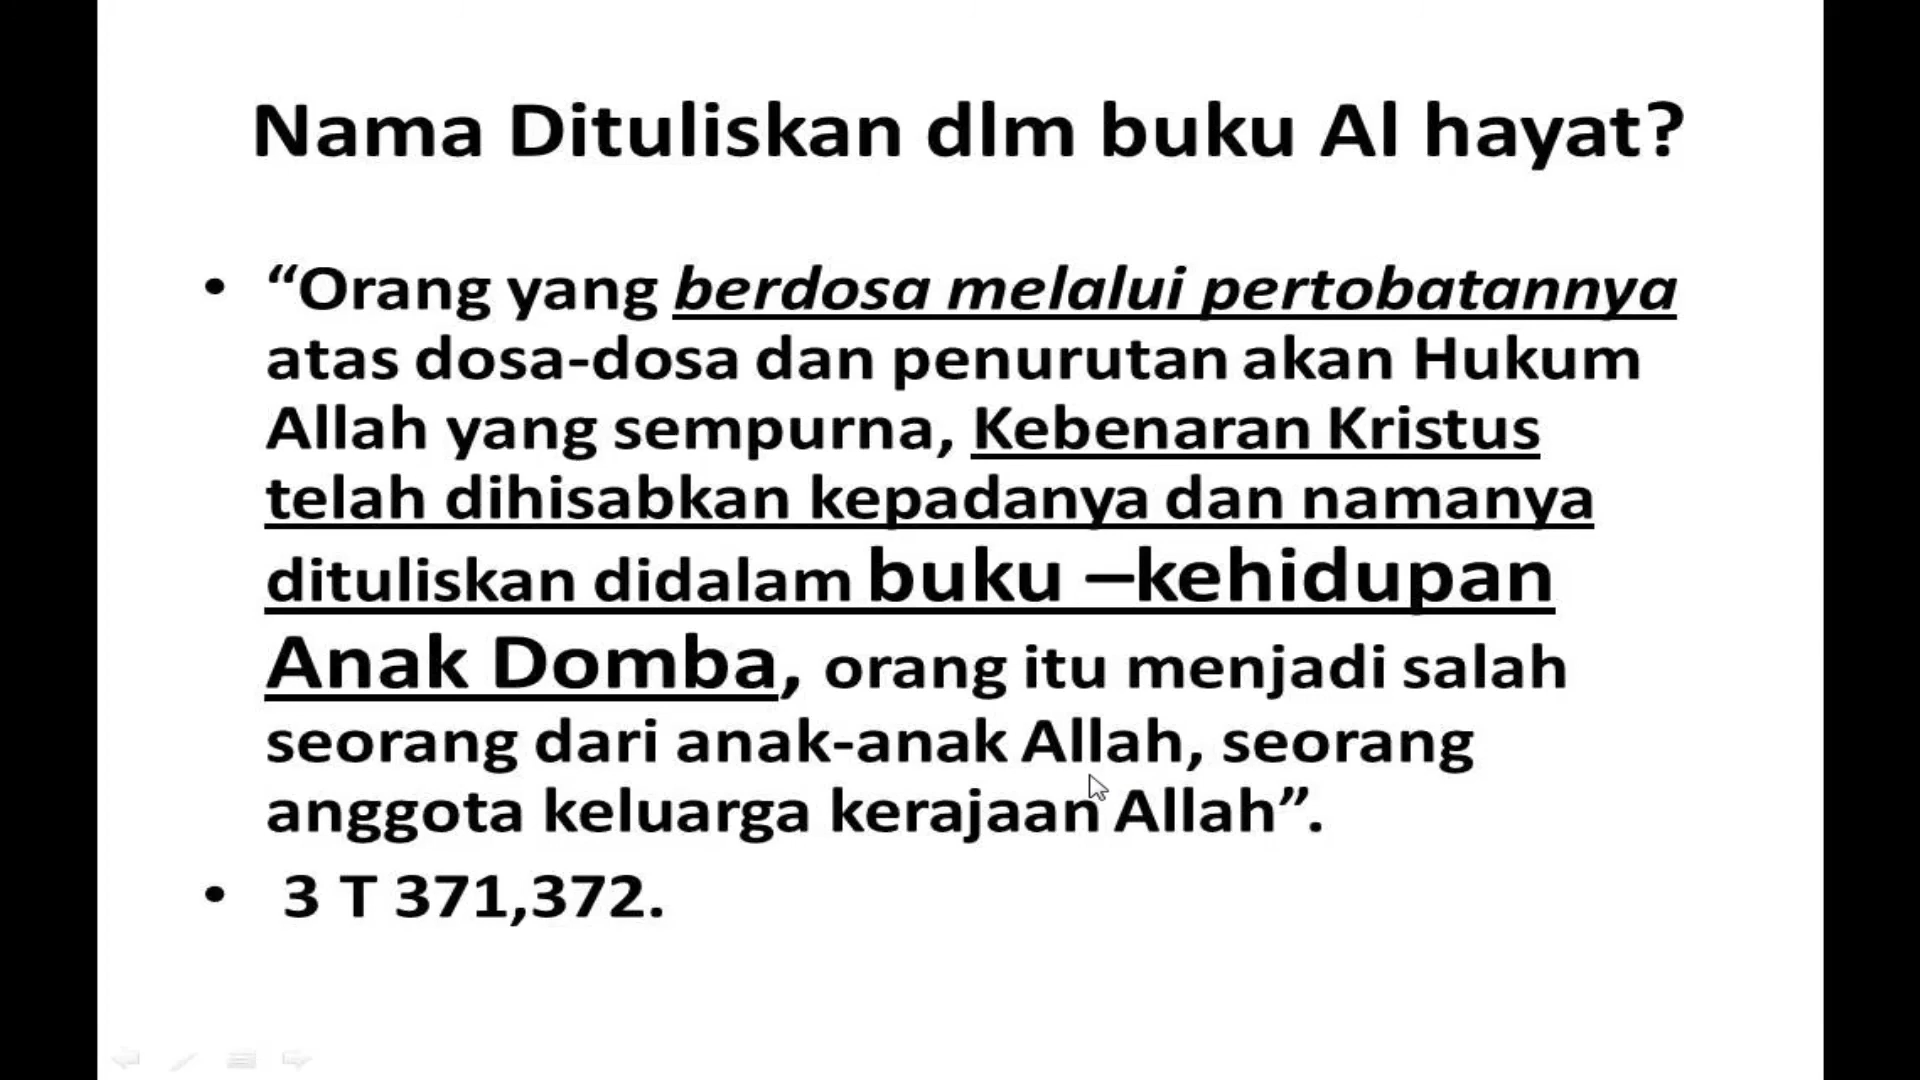 Nama Dituliskan dlm buku Al hayat?
• “Orang yang berdosa melalui pertobatannya
atas dosa-dosa dan penurutan akan Hukum
Allah yang sempurna, Kebenaran Kristus
telah dihisabkan kepadanya dan namanya
dituliskan didalam buku –kehidupan
Anak Domba, orang itu menjadi salah
seorang dari anak-anak Allah, seorang
anggota keluarga kerajaan Allah”.
• 3 T 371,372.